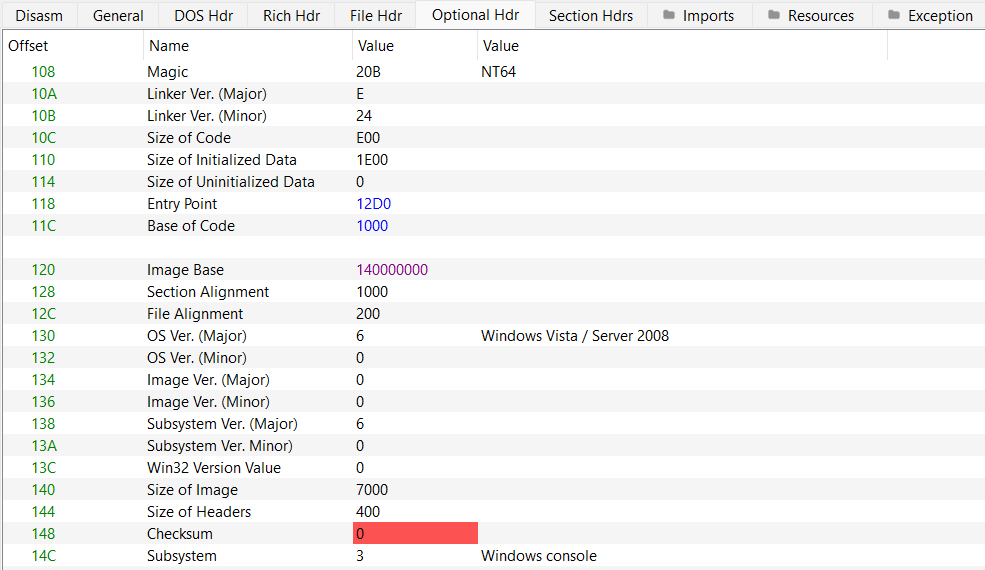 Disasm General DOS Hdr Rich Hdr File Hdr Optional Hdr Section Hdrs Imports Resources Exception
Offset Name Value Value
108 Magic 20B NT64
10A Linker Ver. (Major) E
10B Linker Ver. (Minor) 24
10C Size of Code E00
110 Size of Initialized Data 1E00
114 Size of Uninitialized Data 0
118 Entry Point 12D0
11C Base of Code 1000
120 Image Base 140000000
128 Section Alignment 1000
12C File Alignment 200
130 OS Ver. (Major) 6 Windows Vista / Server 2008
132 OS Ver. (Minor) 0
134 Image Ver. (Major) 0
136 Image Ver. (Minor) 0
138 Subsystem Ver. (Major) 6
13A Subsystem Ver. Minor) 0
13C Win32 Version Value 0
140 Size of Image 7000
144 Size of Headers 400
148 Checksum 0
14C Subsystem 3 Windows console